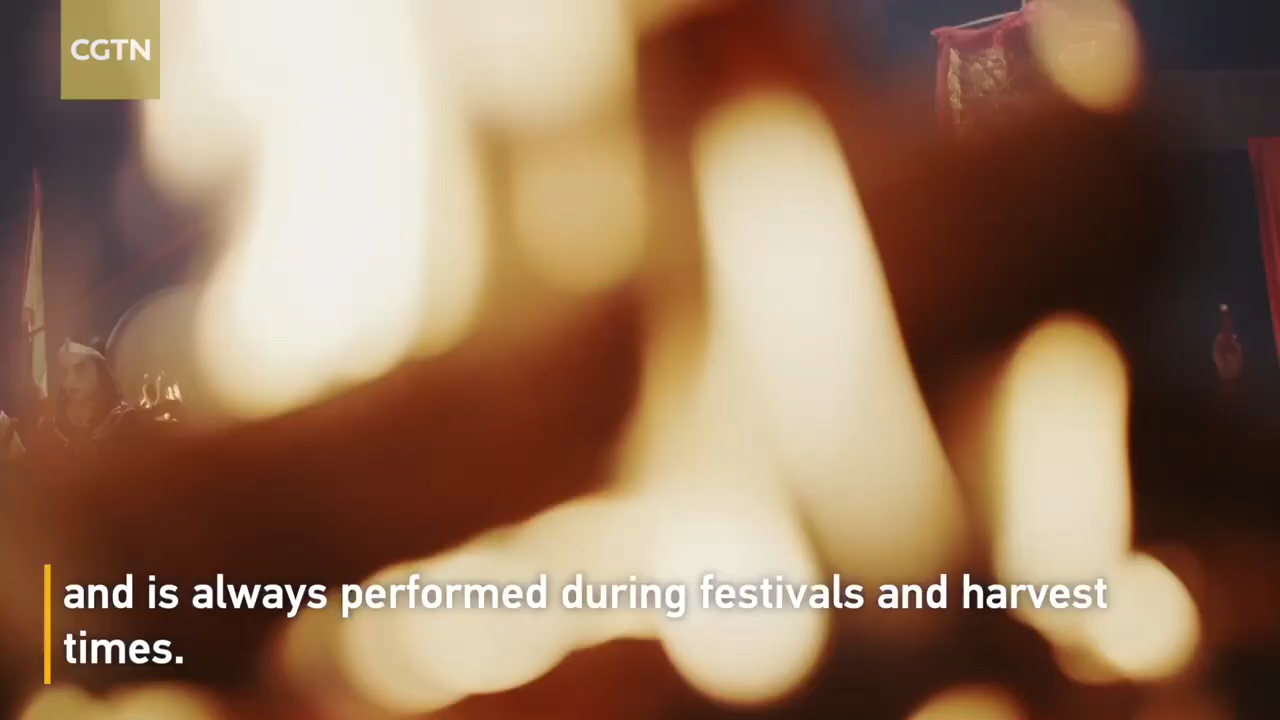 CGTN
and is always performed during festivals and harvest
times.